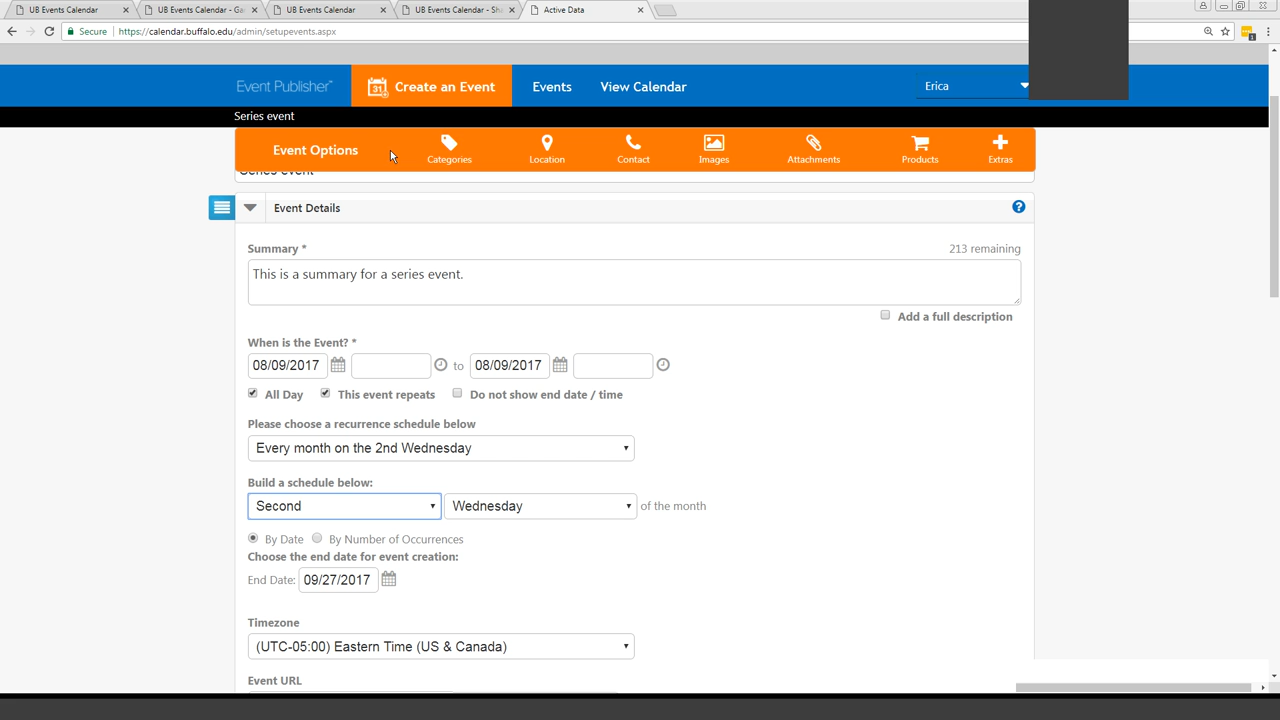 UB Events Calendar
UB Events Calendar - Ga
UB Events Calendar
UB Events Calendar - Sh
Active Data
Secure
https://calendar.buffalo.edu/admin/setupevents.aspx
Event Publisher™
31
Create an Event
Events
View Calendar
Erica
Series event
Event Options
Categories
Location
Contact
Images
Attachments
Products
Extras
Series event
Event Details
?
Summary *
213 remaining
This is a summary for a series event.
Add a full description
When is the Event? *
08/09/2017
to
08/09/2017
All Day
This event repeats
Do not show end date / time
Please choose a recurrence schedule below
Every month on the 2nd Wednesday
Build a schedule below:
Second
Wednesday
of the month
By Date
By Number of Occurrences
Choose the end date for event creation:
End Date:
09/27/2017
Timezone
(UTC-05:00) Eastern Time (US & Canada)
Event URL